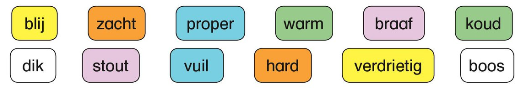 blij zacht proper warm braaf koud
dik stout vuil hard verdrietig boos